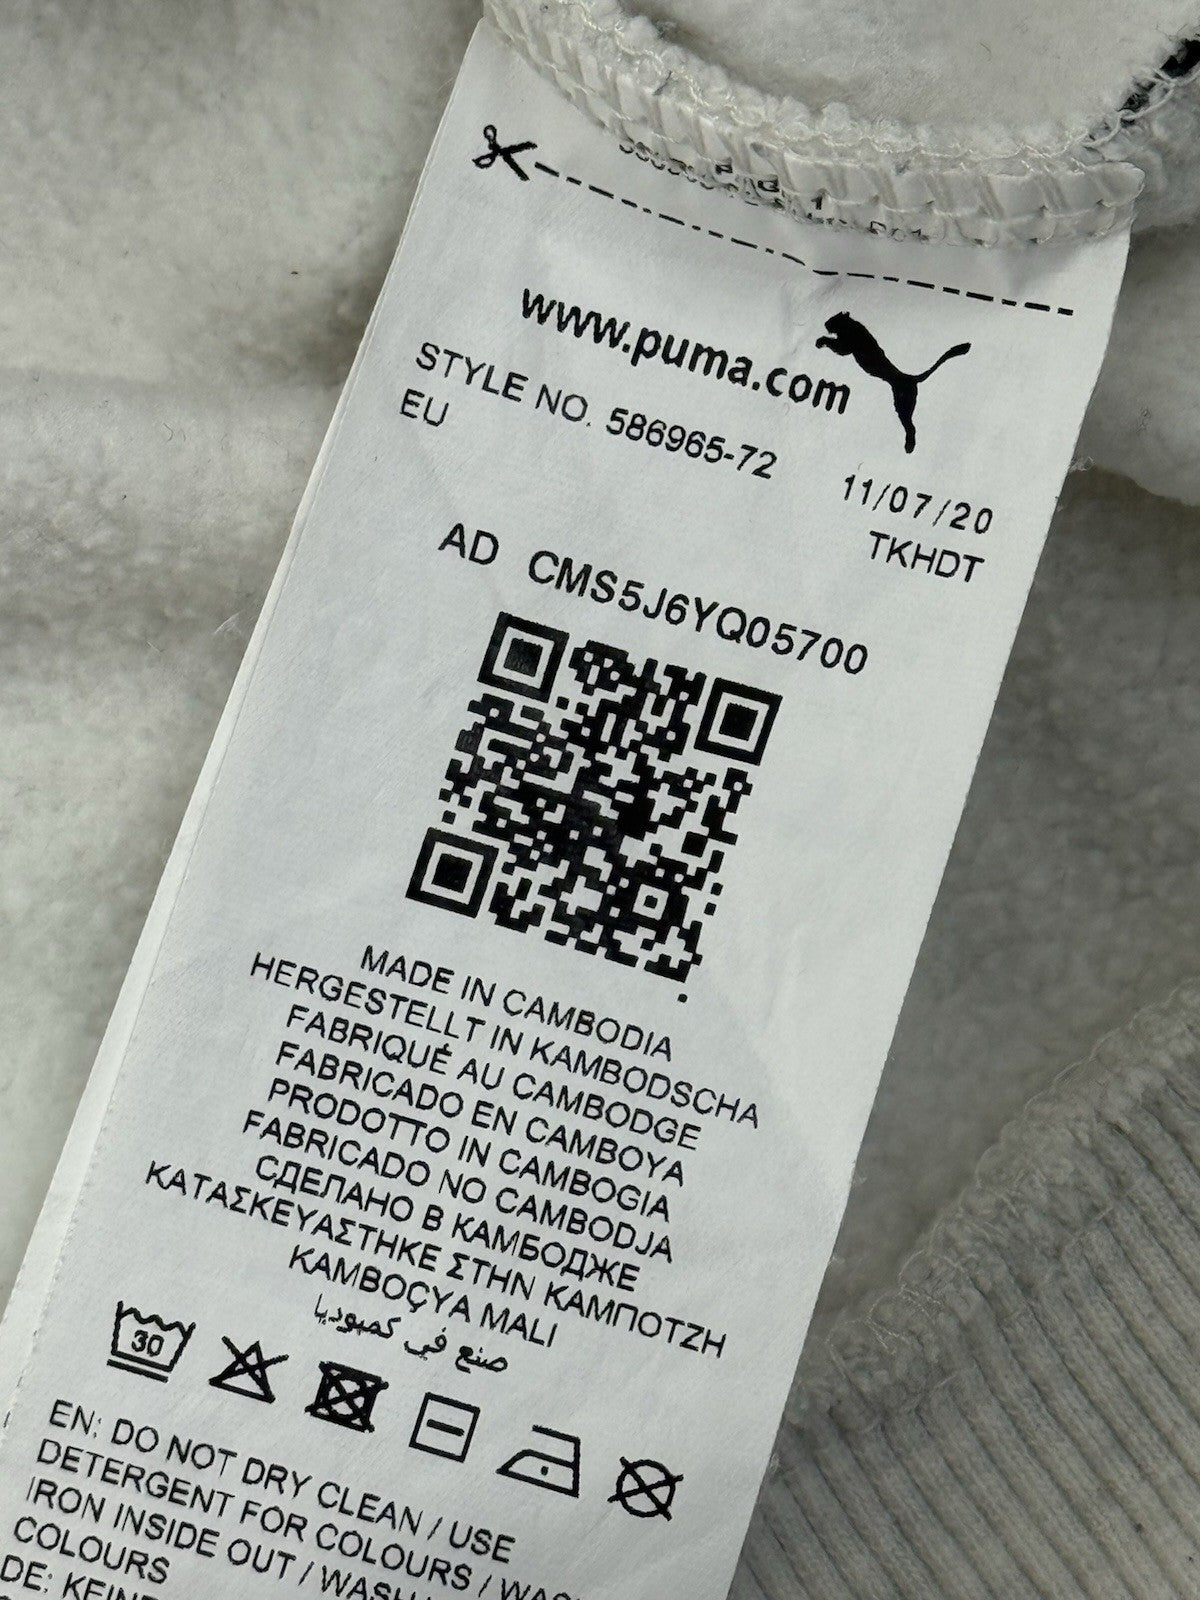 www.puma.com
STYLE NO. 586965-72
EU
11/07/20
TKHDT
AD CMS5J6YQ05700
MADE IN CAMBODIA
HERGESTELLT IN KAMBODSCHA
FABRIQUÉ AU CAMBODGE
FABRICADO EN CAMBOYA
PRODOTTO IN CAMBOGIA
FABRICADO NO CAMBODJA
СДЕЛАНО В КАМБОДЖЕ
ΚΑΤΑΣΚΕΥΑΣΤΗΚΕ ΣΤΗΝ ΚΑΜΠΟΤΖΗ
KAMBOÇYA MALI
صنع في كمبوديا
30
EN: DO NOT DRY CLEAN / USE
DETERGENT FOR COLOURS /
IRON INSIDE OUT /
COLOURS
DE: